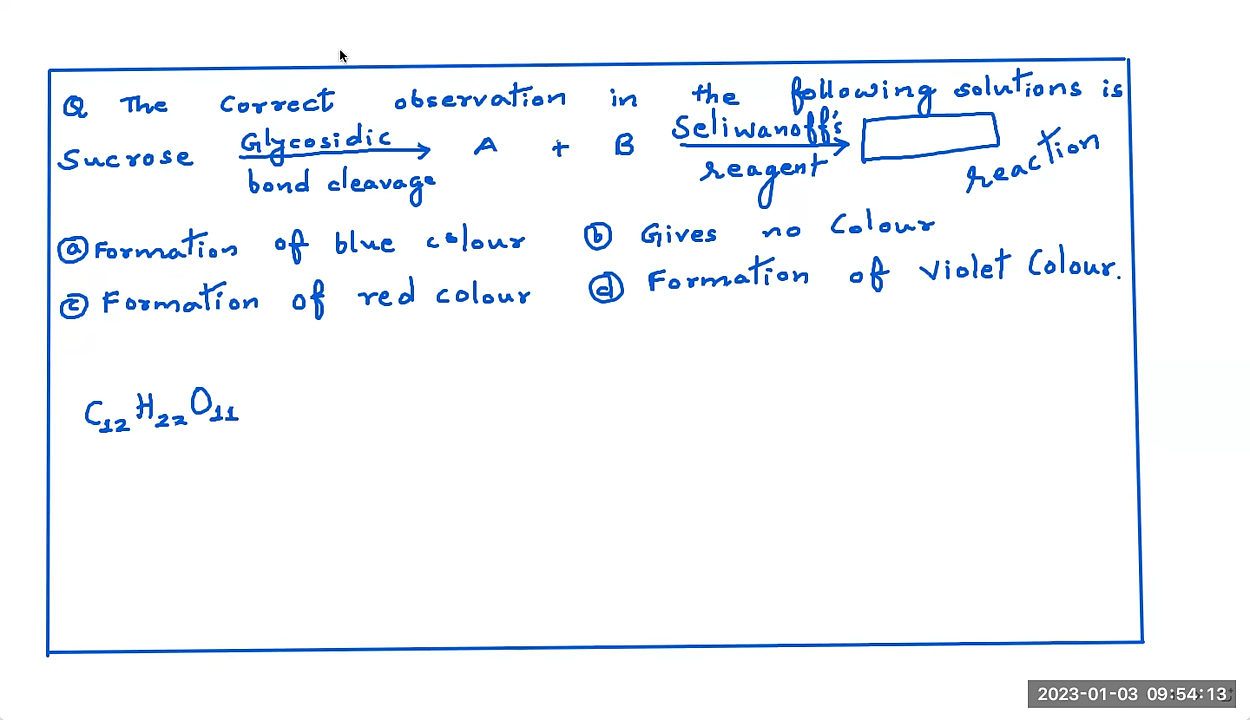 Q The correct observation in the following solutions is
Sucrose Glycosidic bond cleavage → A + B Seliwanoff's reagent → reaction
ⓐ Formation of blue colour ⓑ Gives no colour
ⓒ Formation of red colour ⓓ Formation of violet colour.
C₁₂H₂₂O₁₁
2023-01-03 09:54:13